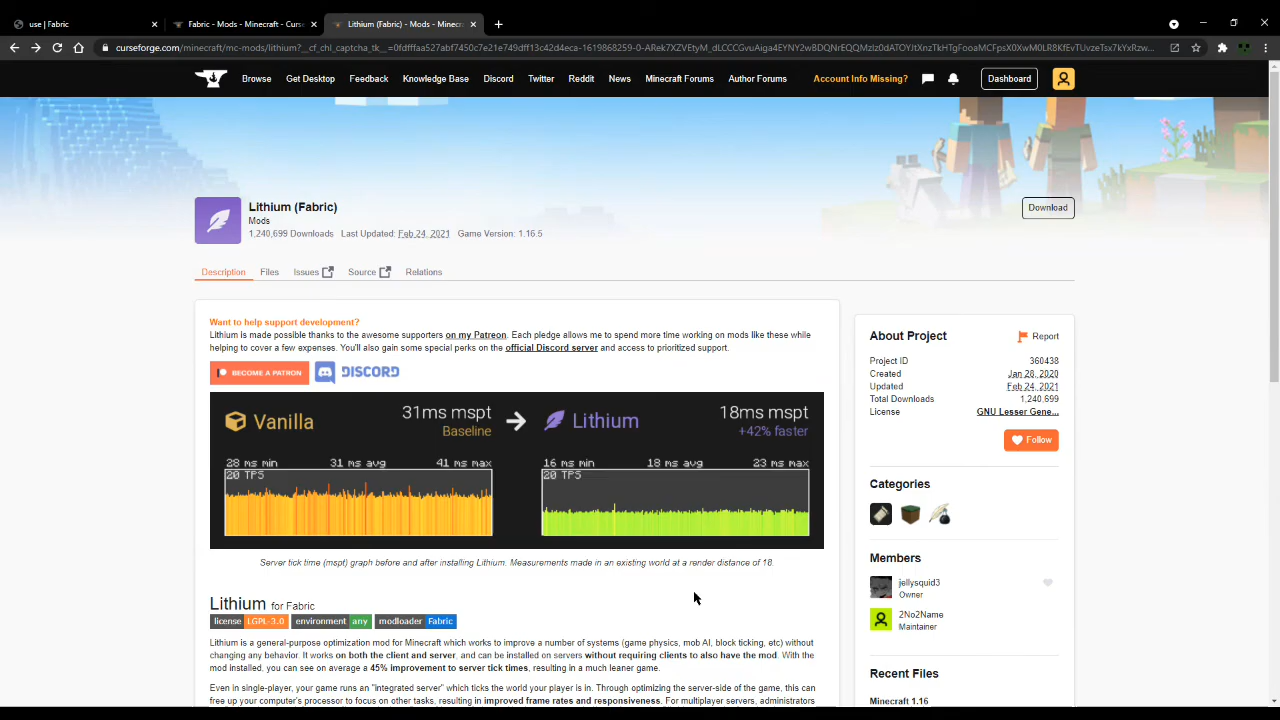 use | Fabric
Fabric - Mods - Minecraft - Curse
Lithium (Fabric) - Mods - Minecr
Browse
Get Desktop
Feedback
Knowledge Base
Discord
Twitter
Reddit
News
Minecraft Forums
Author Forums
Account Info Missing?
Dashboard
Lithium (Fabric)
Mods
1,240,699 Downloads Last Updated: Feb 24, 2021 Game Version: 1.16.5
Download
Description
Files
Issues
Source
Relations
Want to help support development?
Lithium is made possible thanks to the awesome supporters on my Patreon. Each pledge allows me to spend more time working on mods like these while
helping to cover a few expenses. You'll also gain some special perks on the official Discord server and access to prioritized support.
BECOME A PATRON
DISCORD
Vanilla
31ms mspt
Baseline
Lithium
18ms mspt
+42% faster
28 ms min 31 ms avg 41 ms max
20 TPS
16 ms min 18 ms avg 23 ms max
20 TPS
Server tick time (mspt) graph before and after installing Lithium. Measurements made in an existing world at a render distance of 18.
Lithium for Fabric
license LGPL-3.0 environment any modloader Fabric
Lithium is a general-purpose optimization mod for Minecraft which works to improve a number of systems (game physics, mob AI, block ticking, etc) without
changing any behavior. It works on both the client and server, and can be installed on servers without requiring clients to also have the mod. With the
mod installed, you can see on average a 45% improvement to server tick times, resulting in a much leaner game.
Even in single-player, your game runs an "integrated server" which ticks the world your player is in. Through optimizing the server-side of the game, this can
free up your computer's processor to focus on other tasks, resulting in improved frame rates and responsiveness. For multiplayer servers, administrators
About Project
Report
Project ID 360438
Created Jan 28, 2020
Updated Feb 24, 2021
Total Downloads 1,240,699
License GNU Lesser Gene...
Follow
Categories
Members
jellysquid3
Owner
2No2Name
Maintainer
Recent Files
Minecraft 1.16